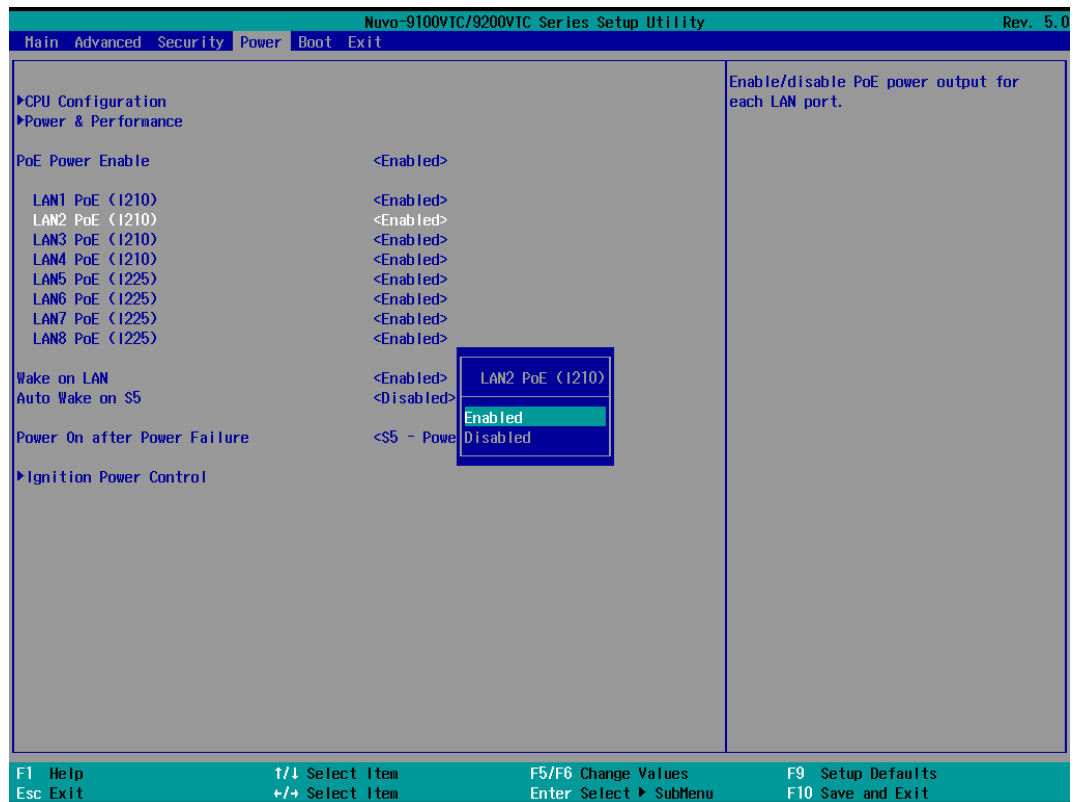 Nuvo-9100VTC/9200VTC Series Setup Utility Rev. 5.0
Main Advanced Security Power Boot Exit
▶CPU Configuration
▶Power & Performance
PoE Power Enable <Enabled>
LAN1 PoE (I210) <Enabled>
LAN2 PoE (I210) <Enabled>
LAN3 PoE (I210) <Enabled>
LAN4 PoE (I210) <Enabled>
LAN5 PoE (I225) <Enabled>
LAN6 PoE (I225) <Enabled>
LAN7 PoE (I225) <Enabled>
LAN8 PoE (I225) <Enabled>
Wake on LAN <Enabled>
Auto Wake on S5 <Disabled>
Power On after Power Failure <S5 - Powe
▶Ignition Power Control
LAN2 PoE (I210)
Enabled
Disabled
Enable/disable PoE power output for
each LAN port.
F1 Help ↑/↓ Select Item F5/F6 Change Values F9 Setup Defaults
Esc Exit ←/→ Select Item Enter Select ▶ SubMenu F10 Save and Exit